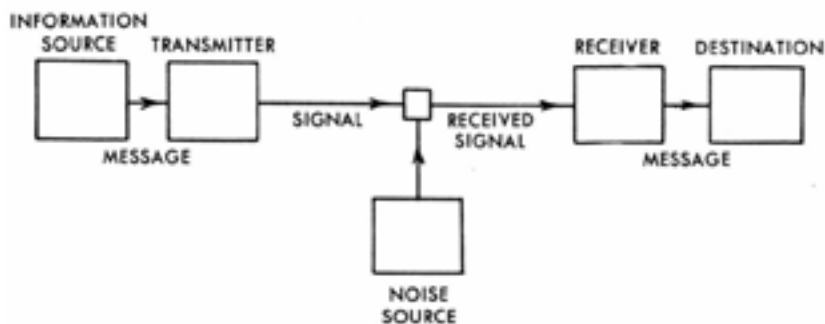 INFORMATION
SOURCE
TRANSMITTER
RECEIVER
DESTINATION
SIGNAL
RECEIVED
SIGNAL
MESSAGE
MESSAGE
NOISE
SOURCE